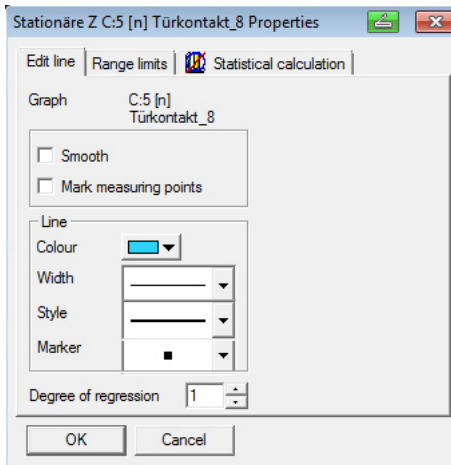 Stationäre Z C:5 [n] Türkontakt_8 Properties
Edit line Range limits Statistical calculation
Graph C:5 [n]
Türkontakt_8
Smooth
Mark measuring points
Line
Colour
Width
Style
Marker
Degree of regression 1
OK Cancel